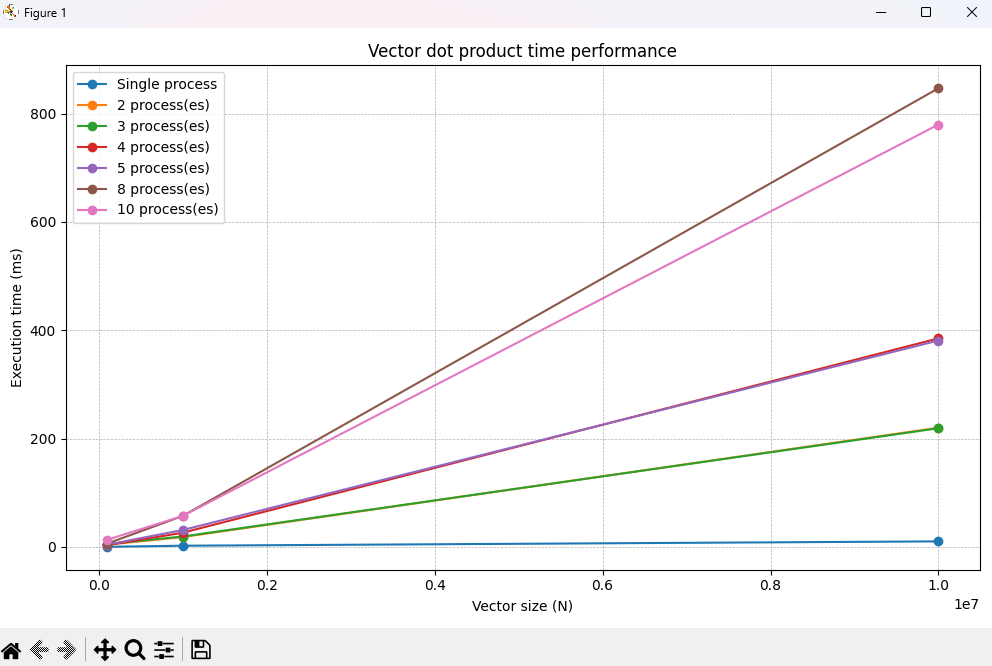 Figure 1
Vector dot product time performance
Single process
2 process(es)
3 process(es)
4 process(es)
5 process(es)
8 process(es)
10 process(es)
Execution time (ms)
800
600
400
200
0
0.0 0.2 0.4 0.6 0.8 1.0
1e7
Vector size (N)